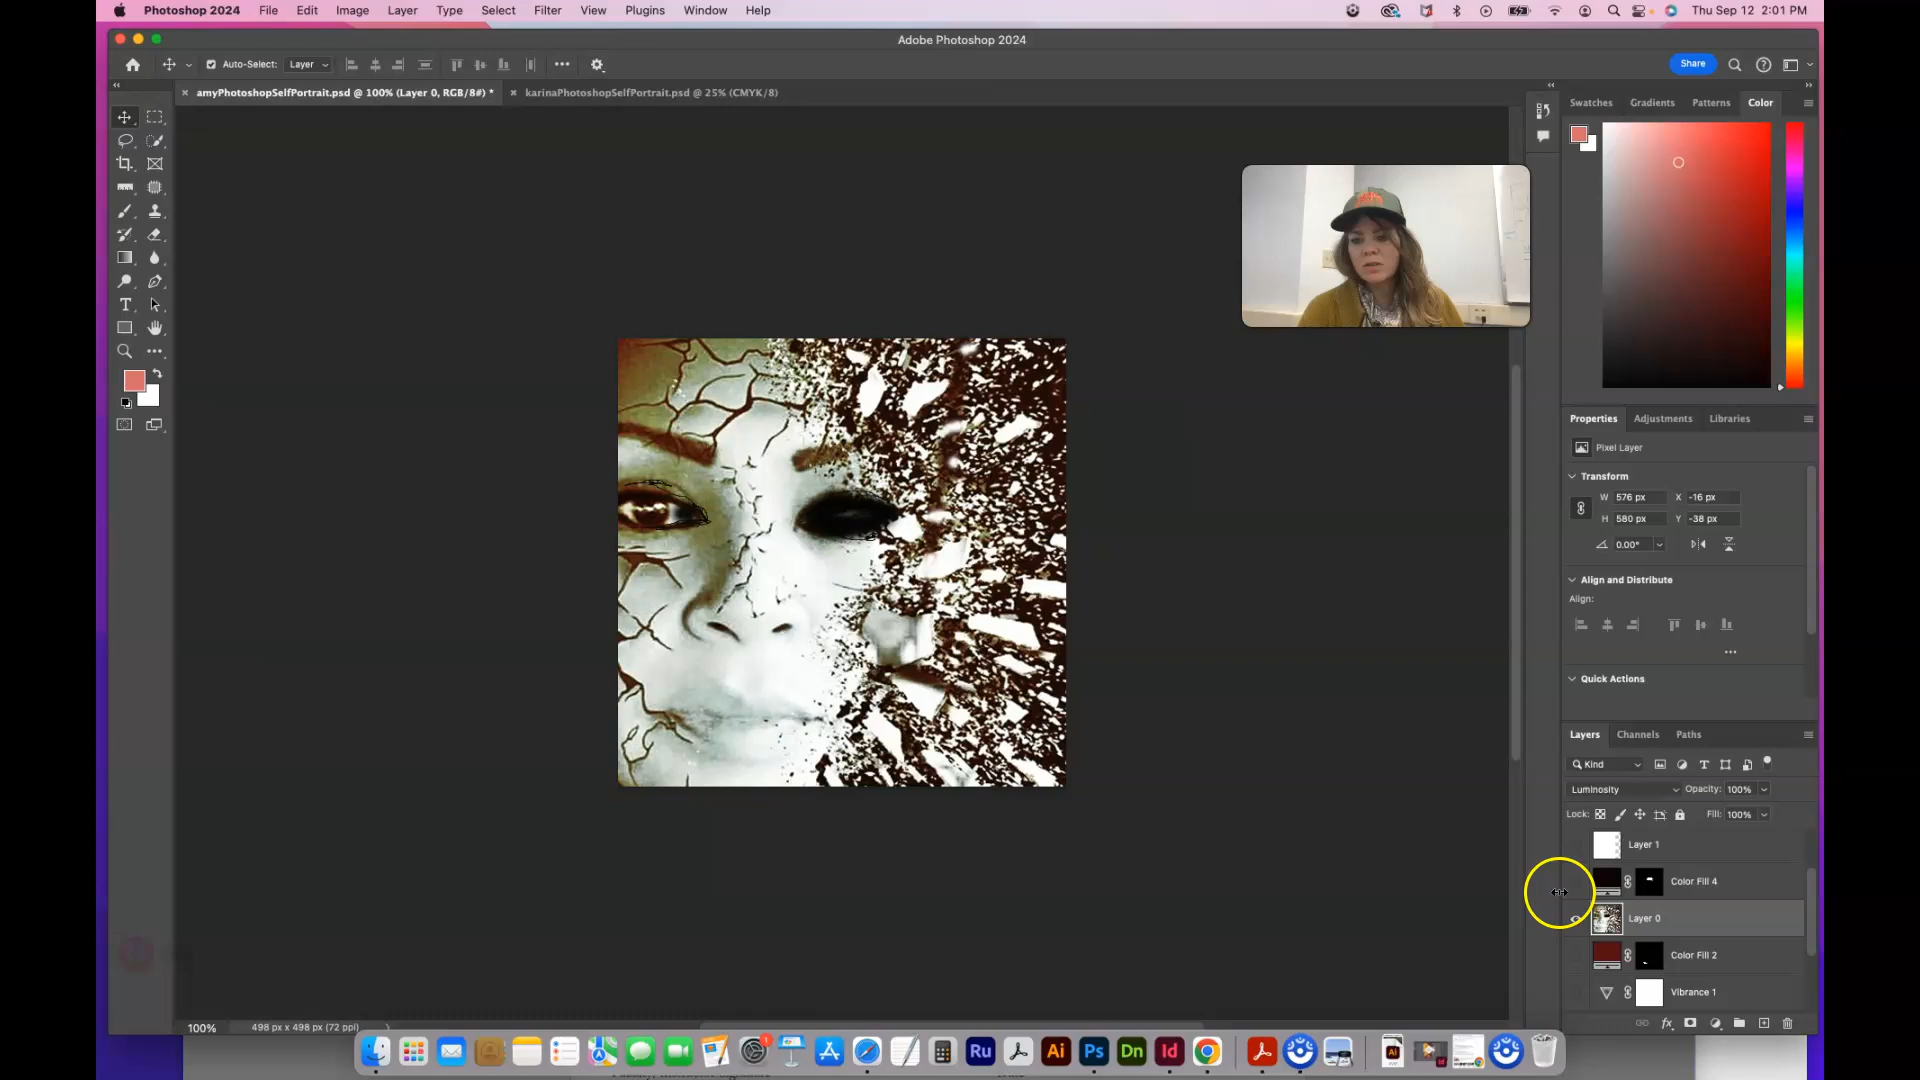 Photoshop 2024 File Edit Image Layer Type Select Filter View Plugins Window Help Thu Sep 12 2:01 PM
Adobe Photoshop 2024
Auto-Select: Layer Share
amyPhotoshopSelfPortrait.psd @ 100% (Layer 0, RGB/8#) * karinaPhotoshopSelfPortrait.psd @ 25% (CMYK/8)
Swatches Gradients Patterns Color
Properties Adjustments Libraries
Pixel Layer
Transform
W 576 px X -16 px
H 580 px Y -38 px
0.00°
Align and Distribute
Align:
Quick Actions
Layers Channels Paths
Kind
Luminosity Opacity: 100%
Lock: Fill: 100%
Layer 1
Color Fill 4
Layer 0
Color Fill 2
Vibrance 1
100% 498 px x 498 px (72 ppi)
Ru Ai Ps Dn Id